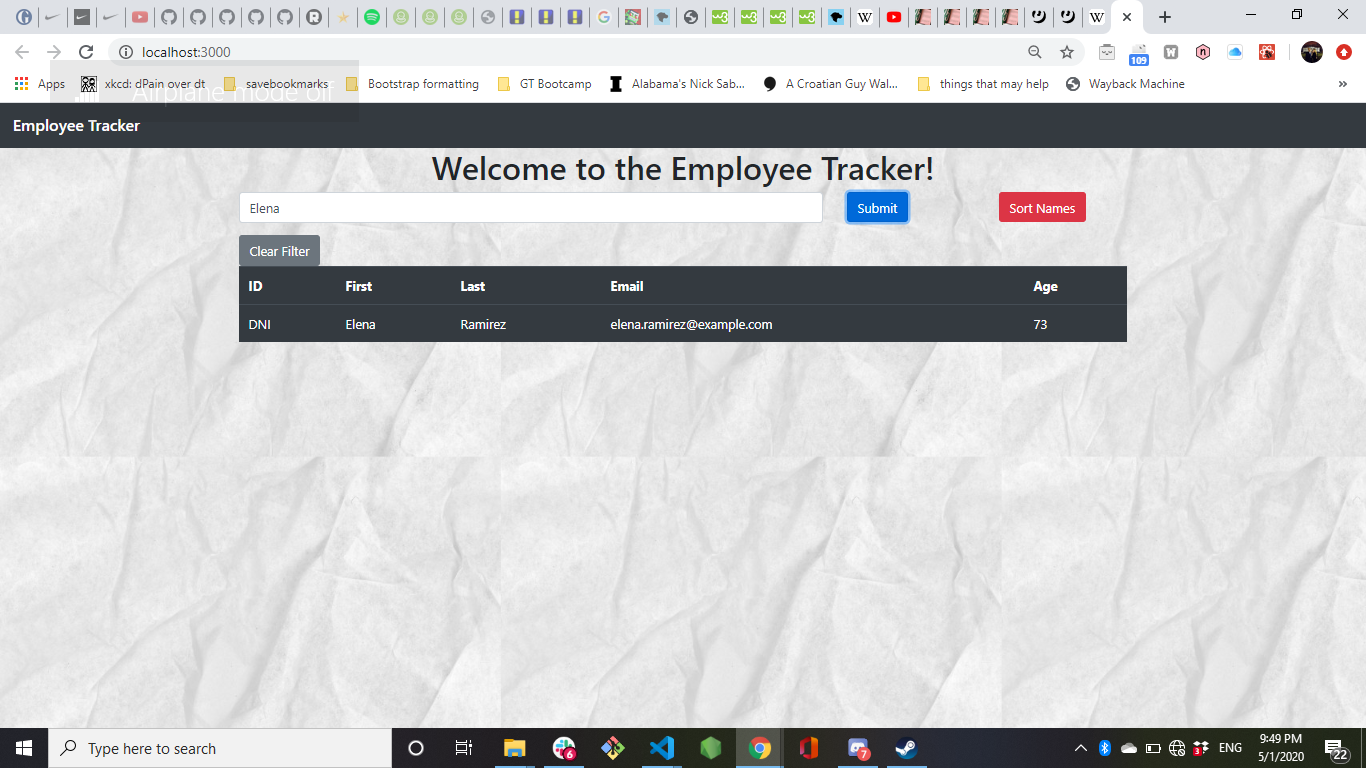 localhost:3000
109
Apps
xkcd: dPain over dt
savebookmarks
Bootstrap formatting
GT Bootcamp
Alabama's Nick Sab...
A Croatian Guy Wal...
things that may help
Wayback Machine
»
Airplane mode off
Employee Tracker
Welcome to the Employee Tracker!
Elena
Submit
Sort Names
Clear Filter
ID First Last Email Age
DNI Elena Ramirez elena.ramirez@example.com 73
Type here to search
6
7
3
ENG
9:49 PM
5/1/2020
22